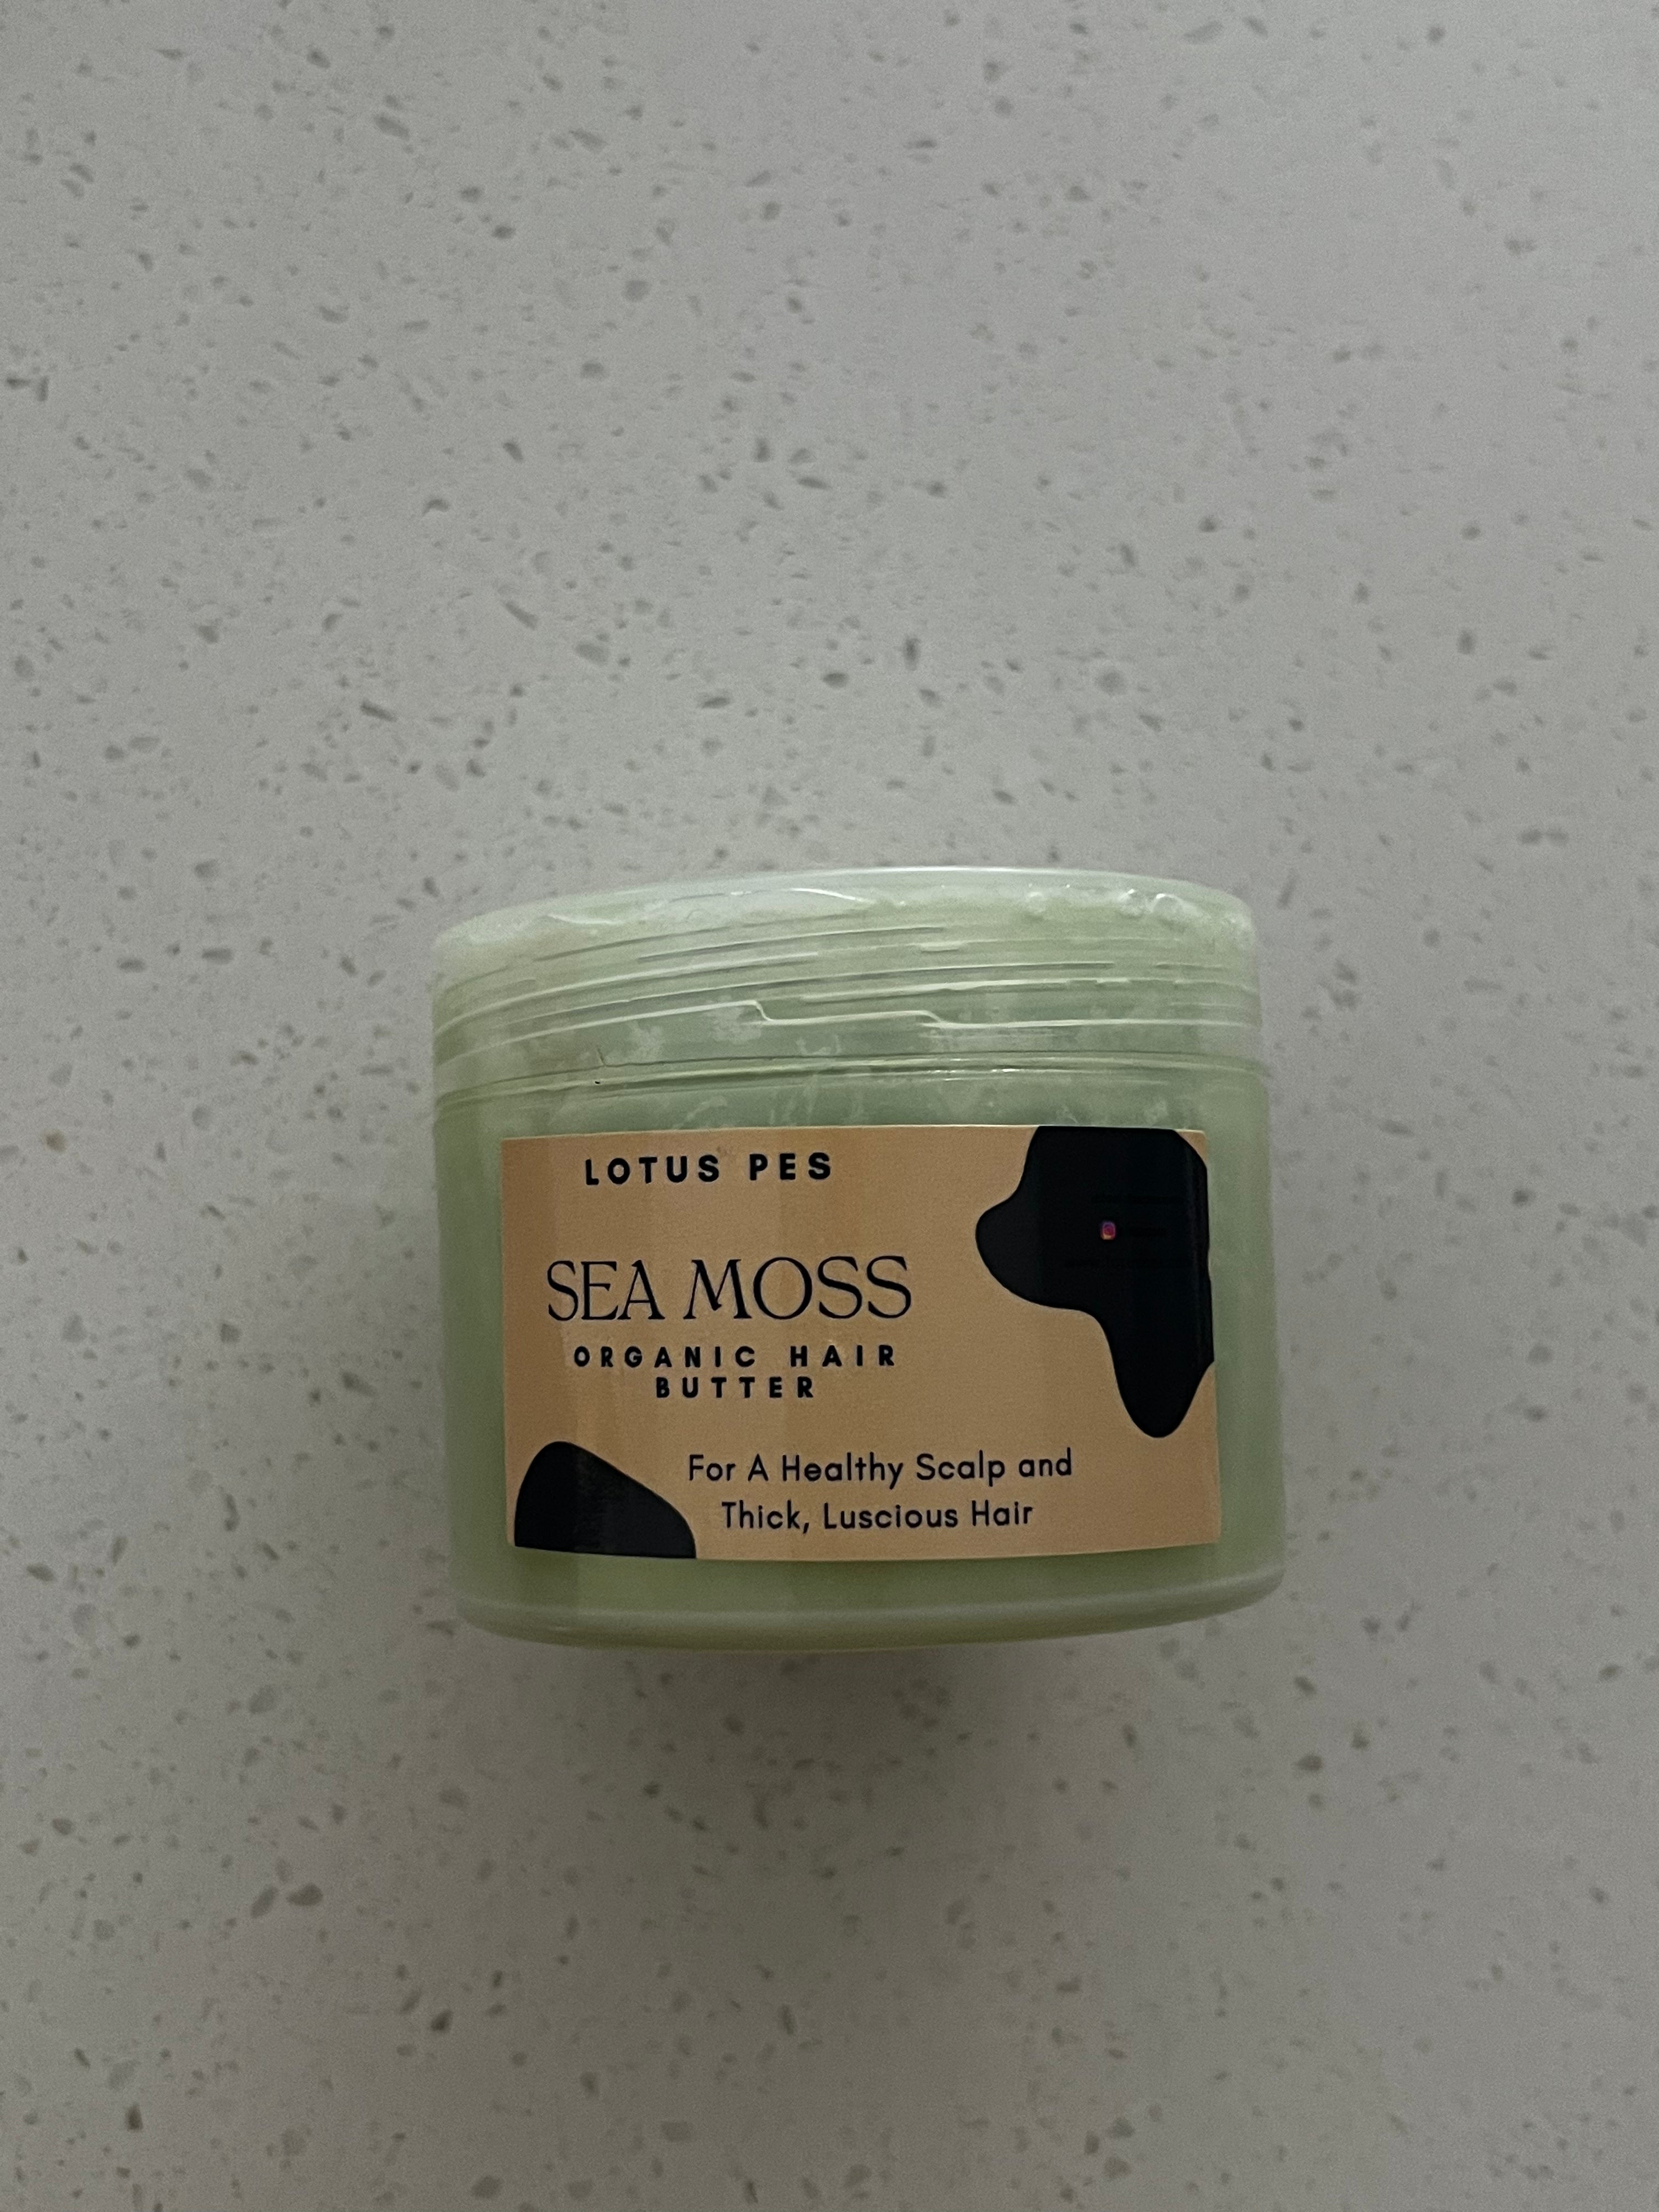 LOTUS PES
SEA MOSS
ORGANIC HAIR
BUTTER
For A Healthy Scalp and
Thick, Luscious Hair